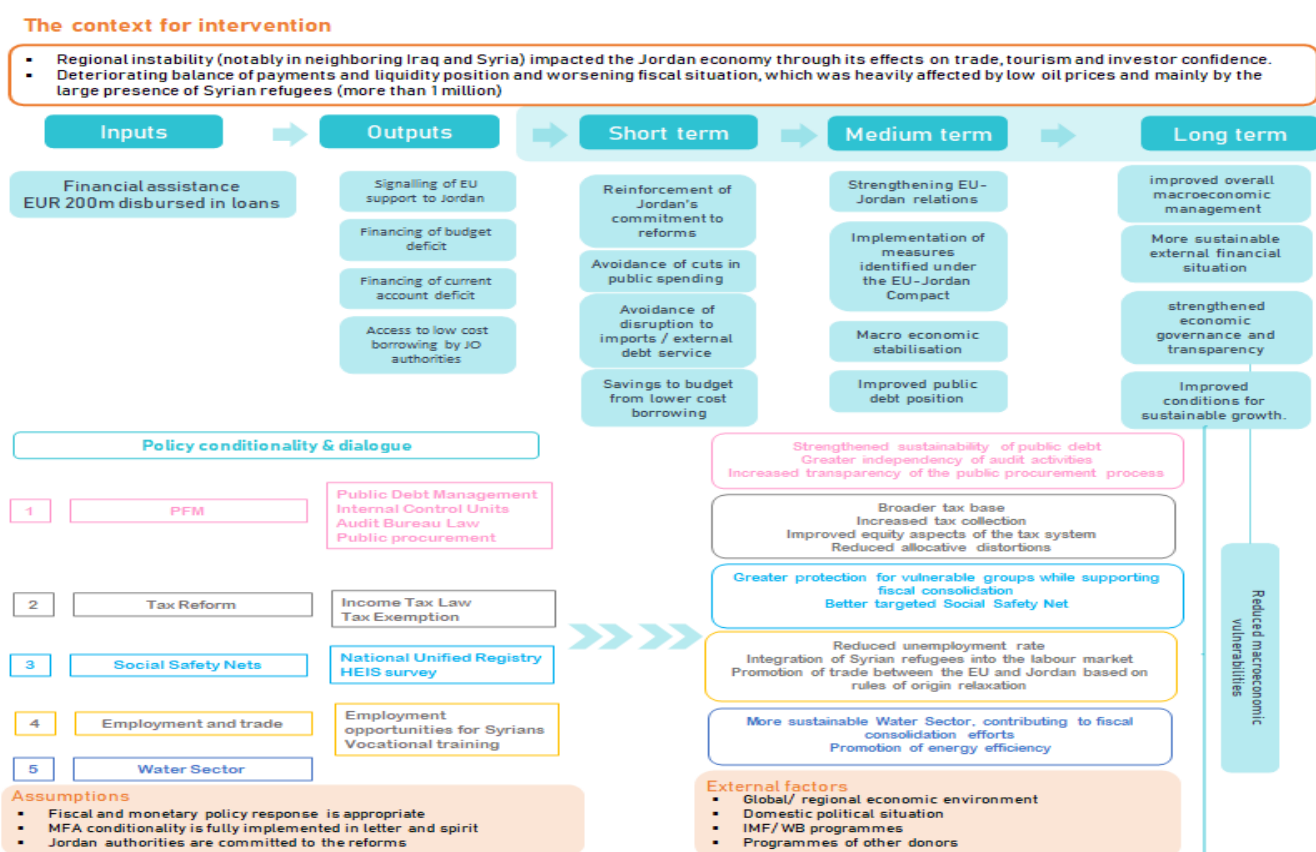 The context for intervention
▪ Regional instability (notably in neighboring Iraq and Syria) impacted the Jordan economy through its effects on trade, tourism and investor confidence.
▪ Deteriorating balance of payments and liquidity position and worsening fiscal situation, which was heavily affected by low oil prices and mainly by the
large presence of Syrian refugees (more than 1 million)
Inputs
Outputs
Short term
Medium term
Long term
Financial assistance
EUR 200m disbursed in loans
Signalling of EU
support to Jordan
Financing of budget
deficit
Financing of current
account deficit
Access to low cost
borrowing by JO
authorities
Reinforcement of
Jordan's
commitment to
reforms
Avoidance of cuts in
public spending
Avoidance of
disruption to
imports / external
debt service
Savings to budget
from lower cost
borrowing
Strengthening EU-
Jordan relations
Implementation of
measures
identified under
the EU-Jordan
Compact
Macro economic
stabilisation
Improved public
debt position
improved overall
macroeconomic
management
More sustainable
external financial
situation
strengthened
economic
governance and
transparency
Improved
conditions for
sustainable growth.
Policy conditionality & dialogue
1
PFM
Public Debt Management
Internal Control Units
Audit Bureau Law
Public procurement
2
Tax Reform
Income Tax Law
Tax Exemption
3
Social Safety Nets
National Unified Registry
HEIS survey
4
Employment and trade
Employment
opportunities for Syrians
Vocational training
5
Water Sector
Strengthened sustainability of public debt
Greater independency of audit activities
Increased transparency of the public procurement process
Broader tax base
Increased tax collection
Improved equity aspects of the tax system
Reduced allocative distortions
Greater protection for vulnerable groups while supporting
fiscal consolidation
Better targeted Social Safety Net
Reduced unemployment rate
Integration of Syrian refugees into the labour market
Promotion of trade between the EU and Jordan based on
rules of origin relaxation
More sustainable Water Sector, contributing to fiscal
consolidation efforts
Promotion of energy efficiency
Reduced macroeconomic
vulnerabilities
Assumptions
▪ Fiscal and monetary policy response is appropriate
▪ MFA conditionality is fully implemented in letter and spirit
▪ Jordan authorities are committed to the reforms
External factors
▪ Global/ regional economic environment
▪ Domestic political situation
▪ IMF/ WB programmes
▪ Programmes of other donors